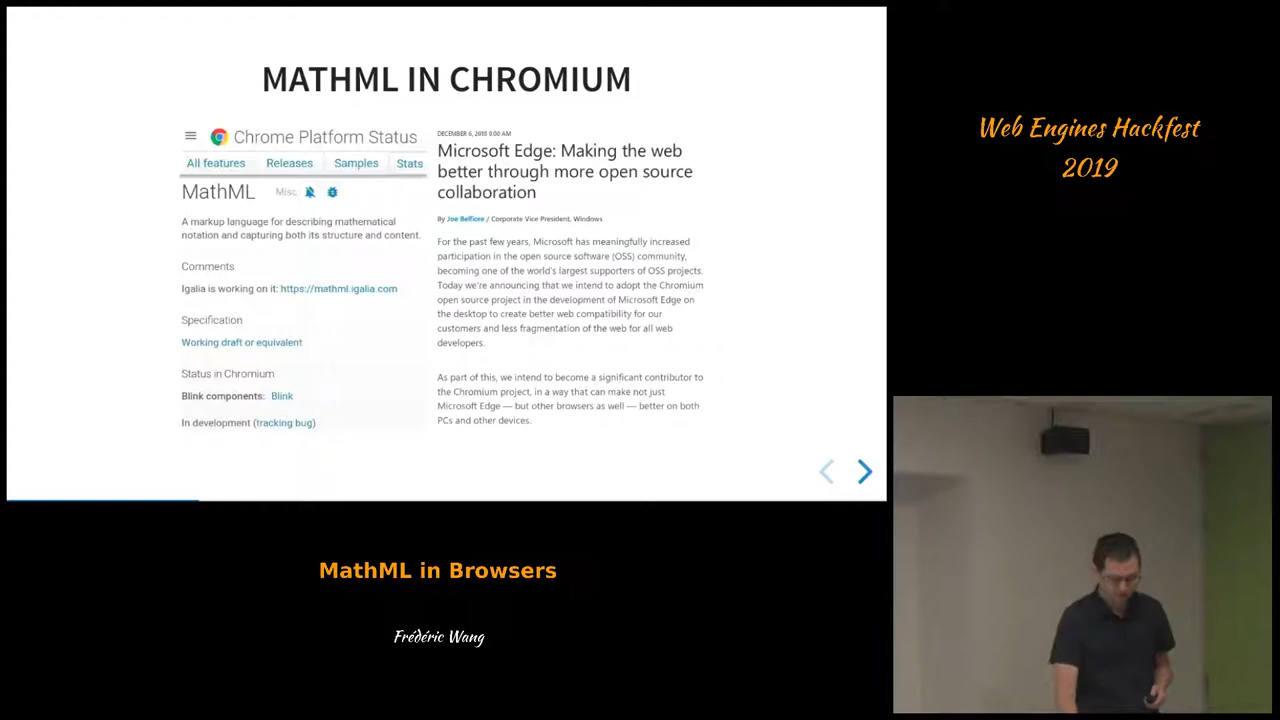 MATHML IN CHROMIUM
Chrome Platform Status
All features Releases Samples Stats
MathML Misc
A markup language for describing mathematical
notation and capturing both its structure and content.
Comments
Igalia is working on it: https://mathml.igalia.com
Specification
Working draft or equivalent
Status in Chromium
Blink components: Blink
In development (tracking bug)
DECEMBER 6, 2018 9:00 AM
Microsoft Edge: Making the web
better through more open source
collaboration
By Joe Belfiore / Corporate Vice President, Windows
For the past few years, Microsoft has meaningfully increased
participation in the open source software (OSS) community,
becoming one of the world's largest supporters of OSS projects.
Today we're announcing that we intend to adopt the Chromium
open source project in the development of Microsoft Edge on
the desktop to create better web compatibility for our
customers and less fragmentation of the web for all web
developers.
As part of this, we intend to become a significant contributor to
the Chromium project, in a way that can make not just
Microsoft Edge — but other browsers as well — better on both
PCs and other devices.
Web Engines Hackfest
2019
MathML in Browsers
Frédéric Wang